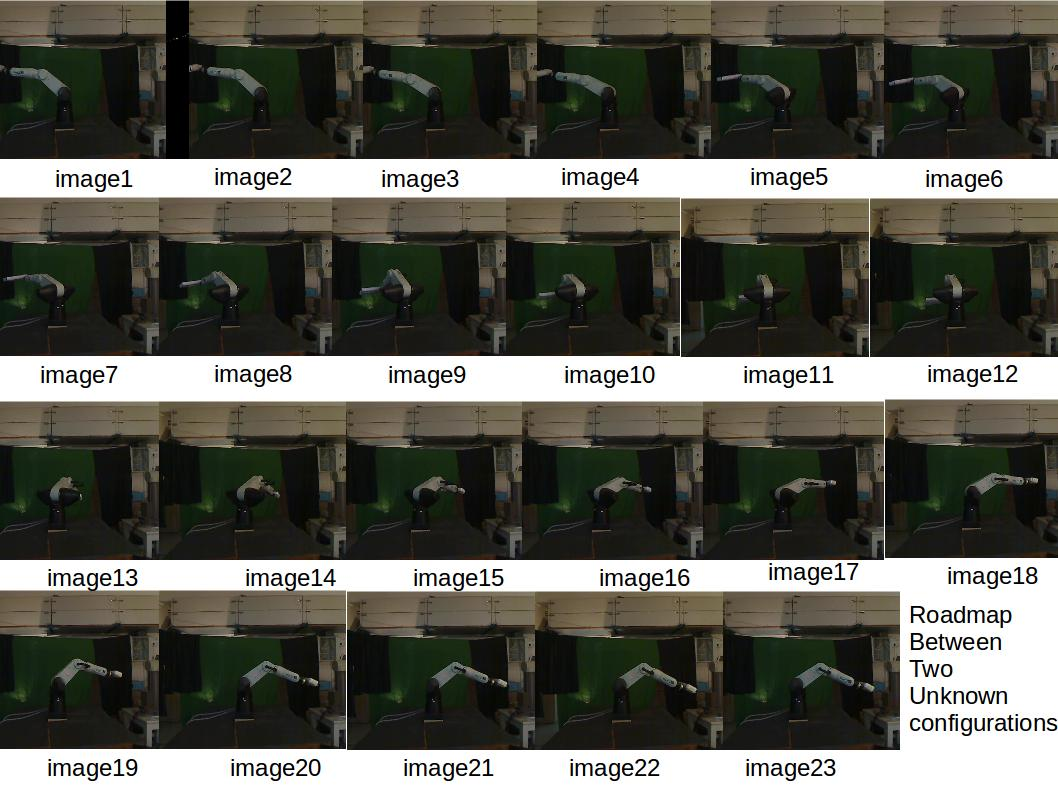 image1 image2 image3 image4 image5 image6
image7 image8 image9 image10 image11 image12
image13 image14 image15 image16 image17 image18
Roadmap
Between
Two
Unknown
configurations
image19 image20 image21 image22 image23